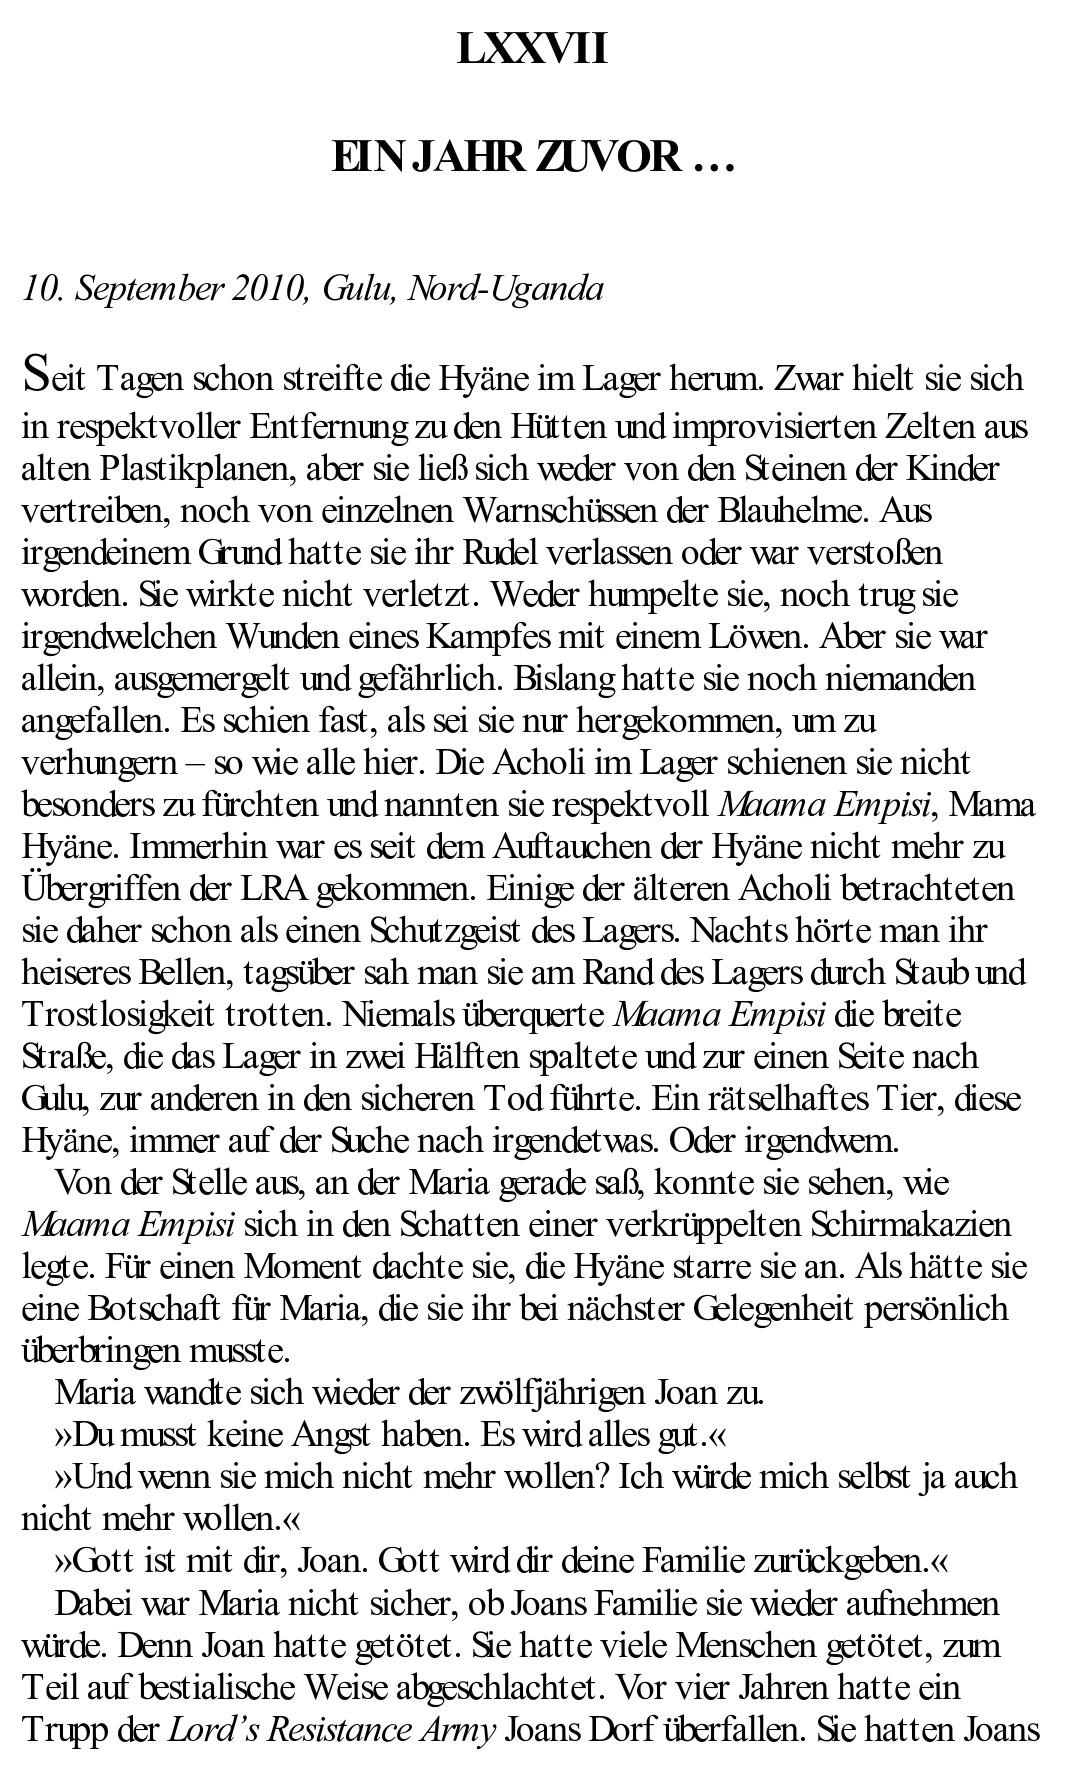 LXXVII
EIN JAHR ZUVOR …
10. September 2010, Gulu, Nord-Uganda
Seit Tagen schon streifte die Hyäne im Lager herum. Zwar hielt sie sich
in respektvoller Entfernung zu den Hütten und improvisierten Zelten aus
alten Plastikplanen, aber sie ließ sich weder von den Steinen der Kinder
vertreiben, noch von einzelnen Warnschüssen der Blauhelme. Aus
irgendeinem Grund hatte sie ihr Rudel verlassen oder war verstoßen
worden. Sie wirkte nicht verletzt. Weder humpelte sie, noch trug sie
irgendwelchen Wunden eines Kampfes mit einem Löwen. Aber sie war
allein, ausgemergelt und gefährlich. Bislang hatte sie noch niemanden
angefallen. Es schien fast, als sei sie nur hergekommen, um zu
verhungern – so wie alle hier. Die Acholi im Lager schienen sie nicht
besonders zu fürchten und nannten sie respektvoll Maama Empisi, Mama
Hyäne. Immerhin war es seit dem Auftauchen der Hyäne nicht mehr zu
Übergriffen der LRA gekommen. Einige der älteren Acholi betrachteten
sie daher schon als einen Schutzgeist des Lagers. Nachts hörte man ihr
heiseres Bellen, tagsüber sah man sie am Rand des Lagers durch Staub und
Trostlosigkeit trotten. Niemals überquerte Maama Empisi die breite
Straße, die das Lager in zwei Hälften spaltete und zur einen Seite nach
Gulu, zur anderen in den sicheren Tod führte. Ein rätselhaftes Tier, diese
Hyäne, immer auf der Suche nach irgendetwas. Oder irgendwem.
Von der Stelle aus, an der Maria gerade saß, konnte sie sehen, wie
Maama Empisi sich in den Schatten einer verkrüppelten Schirmakazien
legte. Für einen Moment dachte sie, die Hyäne starre sie an. Als hätte sie
eine Botschaft für Maria, die sie ihr bei nächster Gelegenheit persönlich
überbringen musste.
Maria wandte sich wieder der zwölfjährigen Joan zu.
»Du musst keine Angst haben. Es wird alles gut.«
»Und wenn sie mich nicht mehr wollen? Ich würde mich selbst ja auch
nicht mehr wollen.«
»Gott ist mit dir, Joan. Gott wird dir deine Familie zurückgeben.«
Dabei war Maria nicht sicher, ob Joans Familie sie wieder aufnehmen
würde. Denn Joan hatte getötet. Sie hatte viele Menschen getötet, zum
Teil auf bestialische Weise abgeschlachtet. Vor vier Jahren hatte ein
Trupp der Lord’s Resistance Army Joans Dorf überfallen. Sie hatten Joans